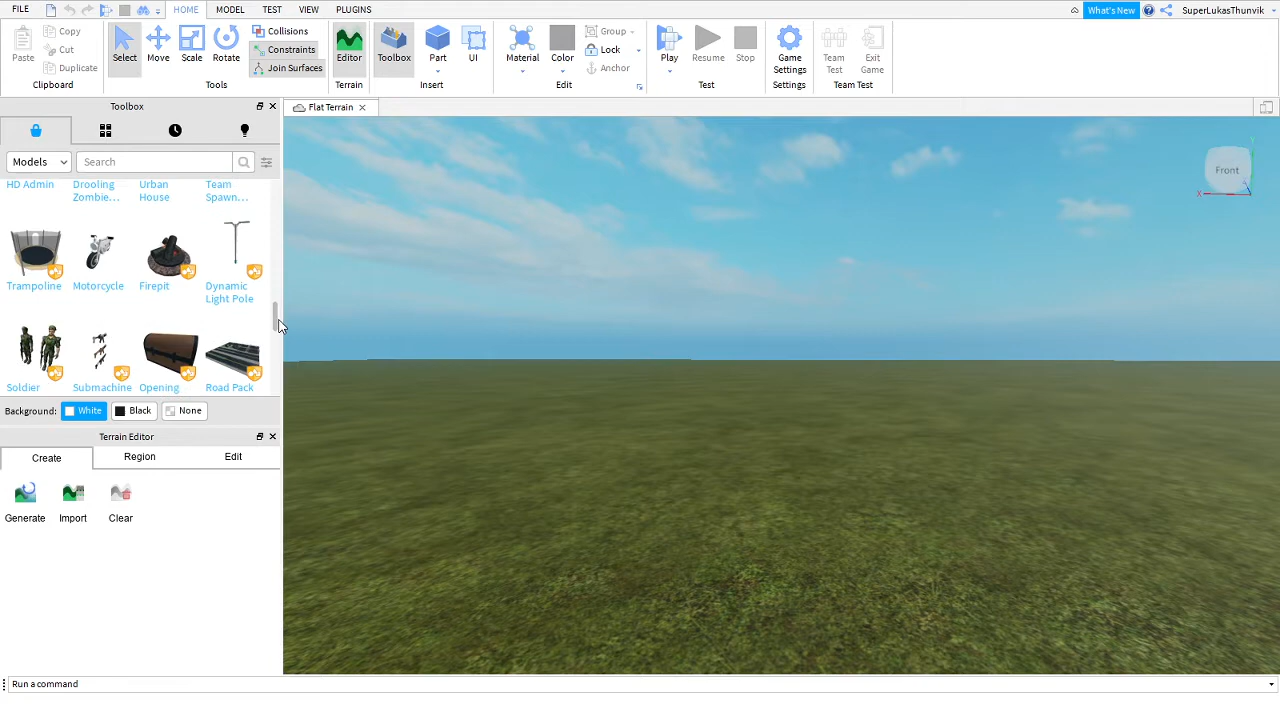 FILE HOME MODEL TEST VIEW PLUGINS What's New SuperLukasThunvik
Paste Copy Cut Duplicate Select Move Scale Rotate Collisions Constraints Join Surfaces Editor Toolbox Part UI Material Color Group Lock Anchor Play Resume Stop Game Settings Team Test Exit Game
Clipboard Tools Terrain Insert Edit Test Settings Team Test
Toolbox
Flat Terrain
Models Search
HD Admin Drooling Zombie... Urban House Team Spawn...
Trampoline Motorcycle Firepit Dynamic Light Pole
Soldier Submachine Opening Road Pack
Background: White Black None
Terrain Editor
Create Region Edit
Generate Import Clear
Front
X
Y
Run a command